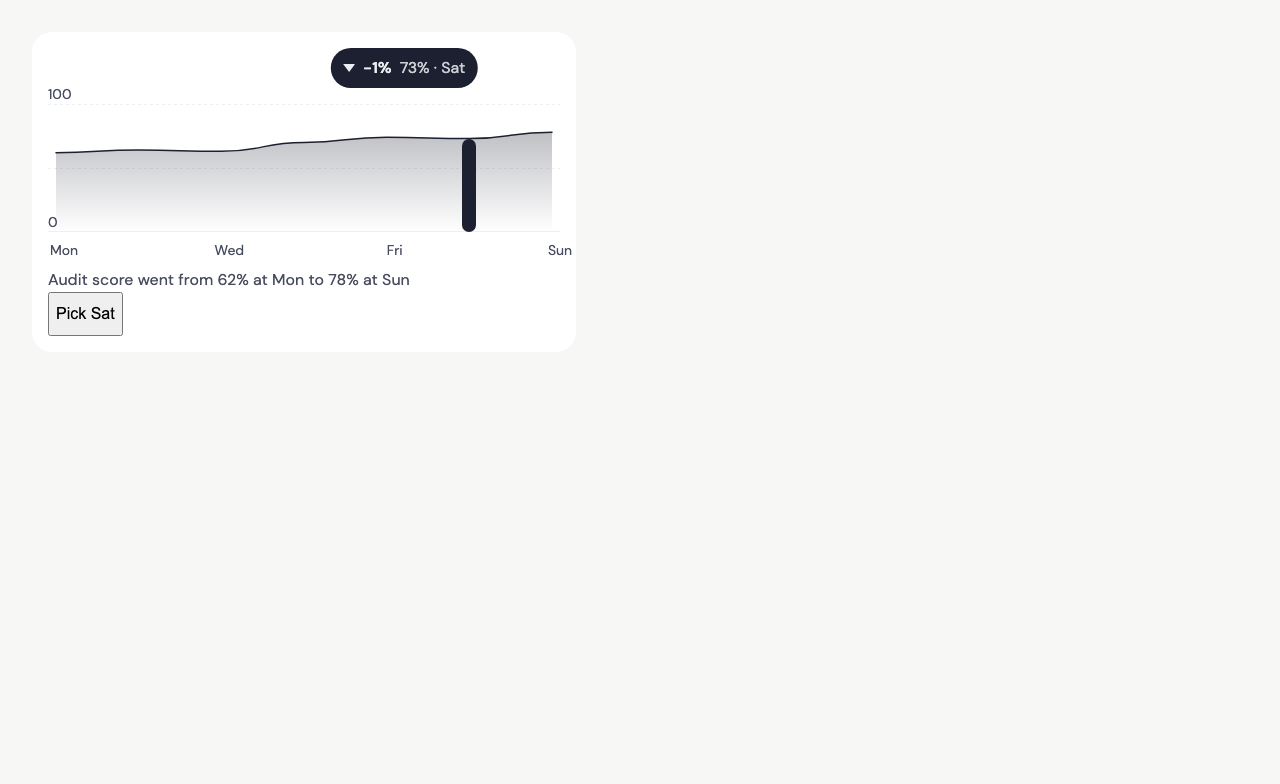 −1% 73% · Sat
100
0
Mon Wed Fri Sun
Audit score went from 62% at Mon to 78% at Sun
Pick Sat